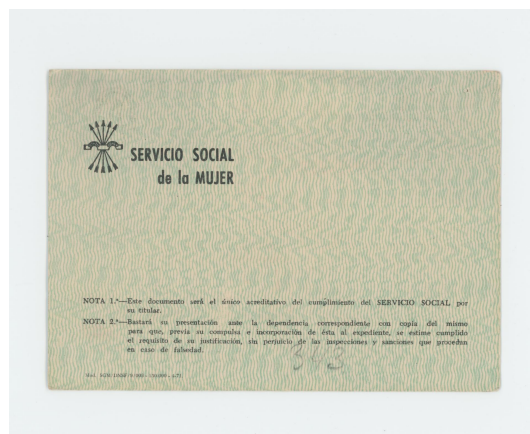 SERVICIO SOCIAL
de la MUJER
NOTA 1.ª—Este documento será el único acreditativo del cumplimiento del SERVICIO SOCIAL por
su titular.
NOTA 2.ª—Bastará su presentación ante la dependencia correspondiente con copia del mismo
para que, previa su compulsa e incorporación de ésta al expediente, se estime cumplido
el requisito de su justificación, sin perjuicio de las inspecciones y sanciones que procedan
en caso de falsedad.